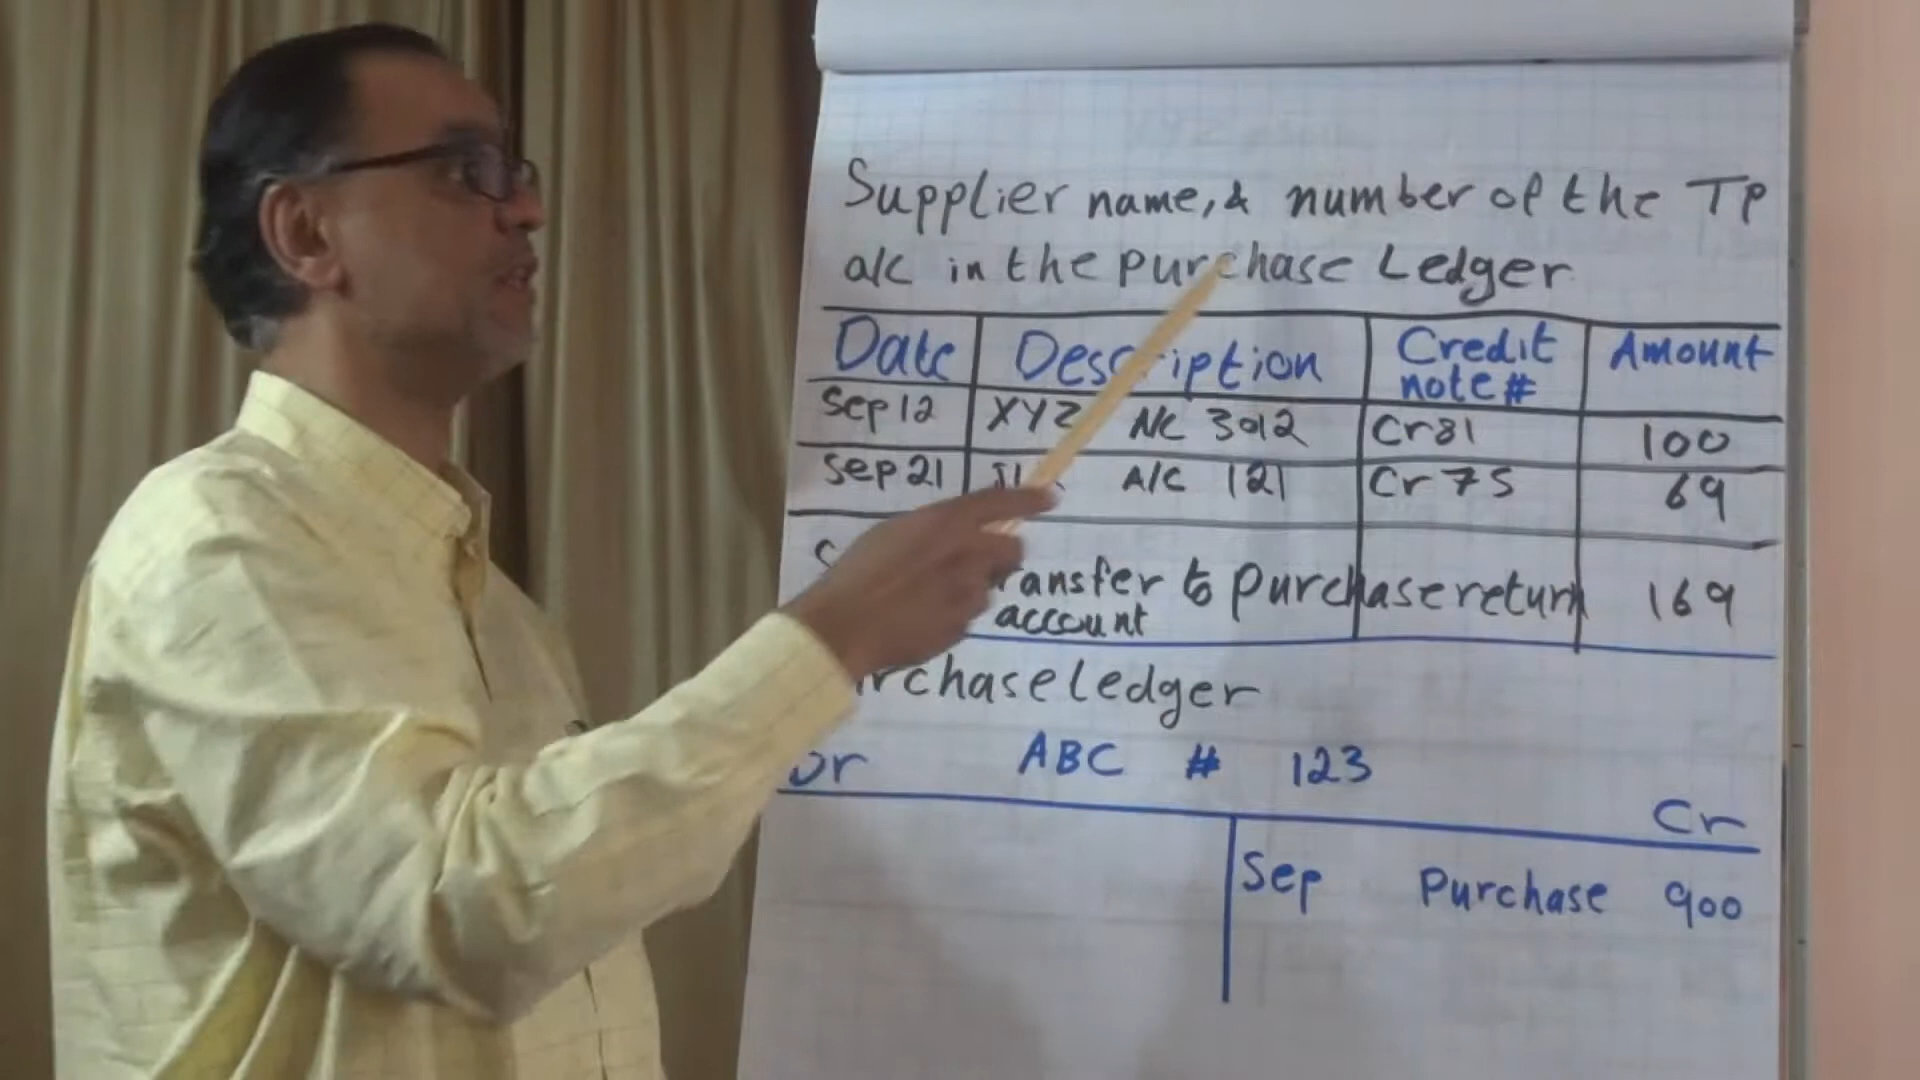 Supplier name, & number of the TP
a/c in the purchase Ledger
Date Description Credit note# Amount
Sep 12 XYZ A/C 3012 Cr81 100
Sep 21 A/C 121 Cr 75 69
ransfer to purchase return account 169
rchase ledger
Dr ABC # 123
Cr
Sep Purchase 900